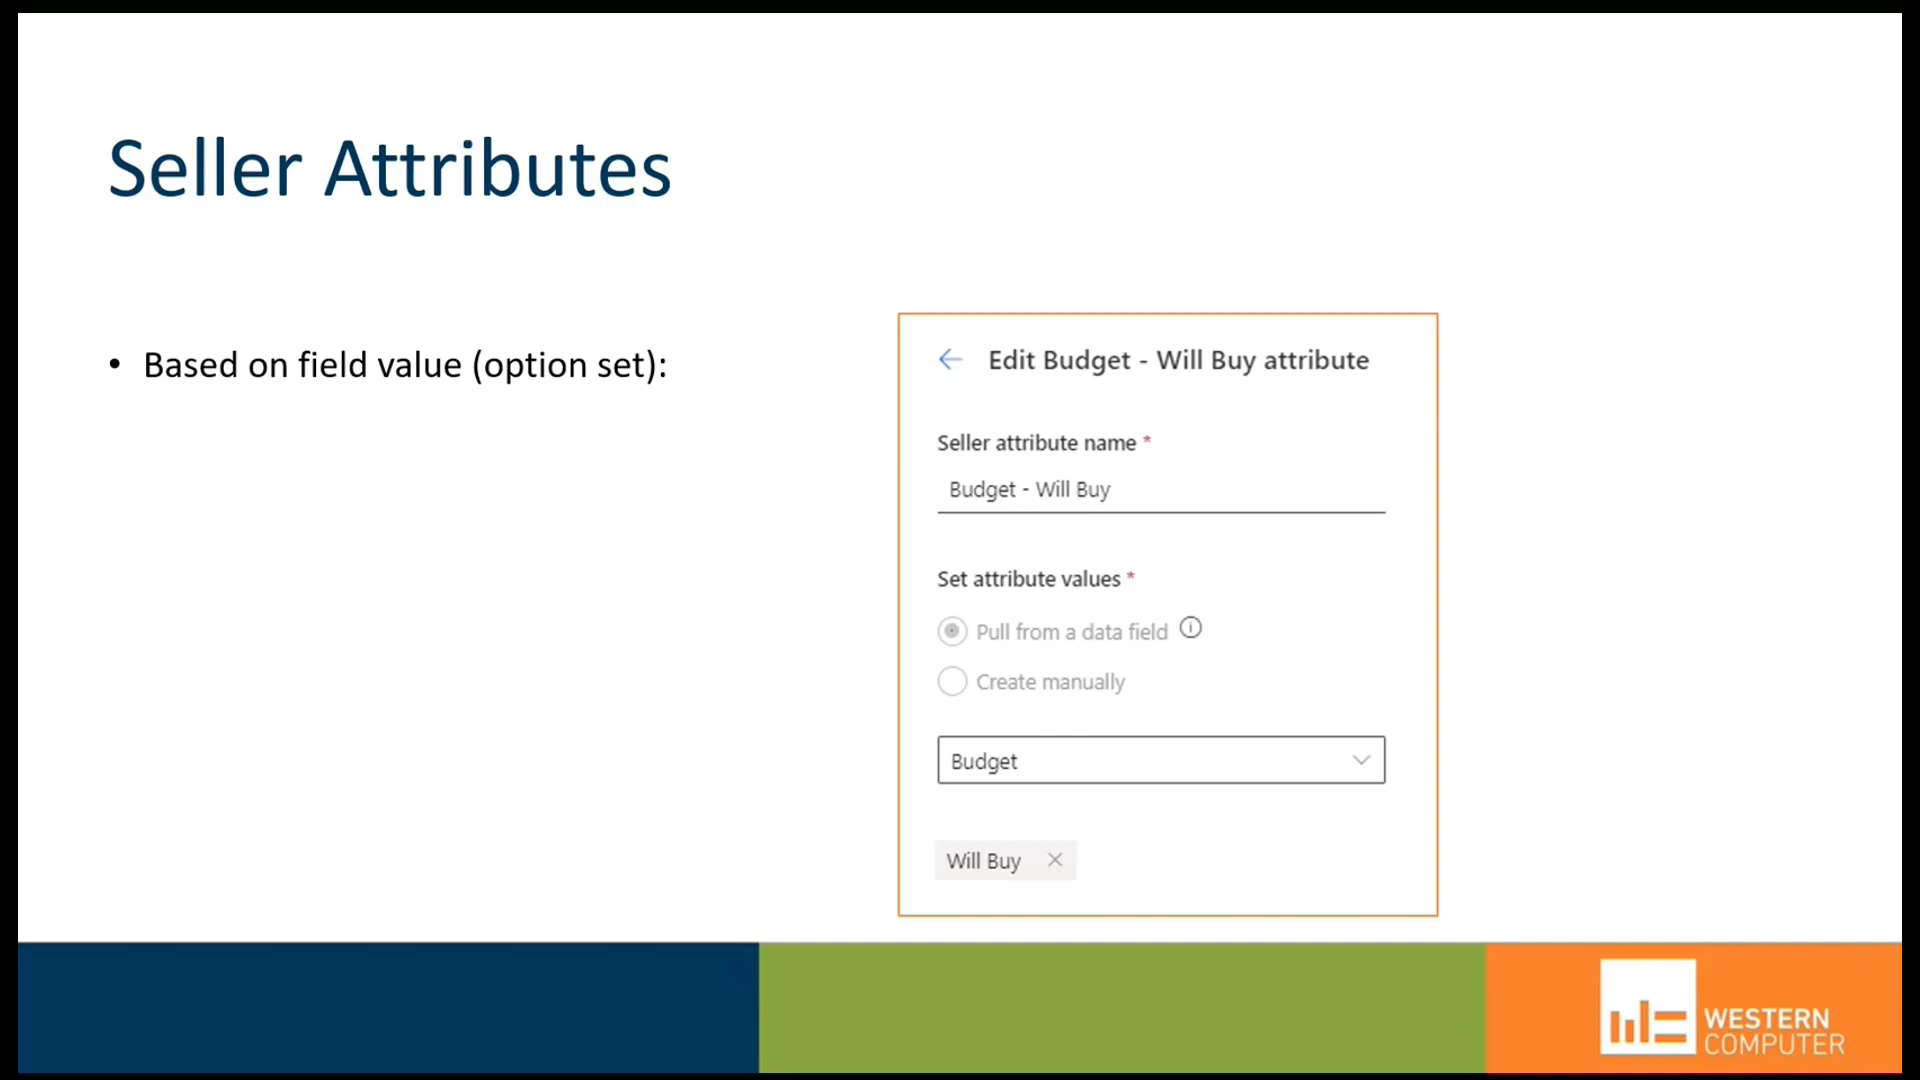 Seller Attributes
• Based on field value (option set):
Edit Budget - Will Buy attribute
Seller attribute name *
Budget - Will Buy
Set attribute values *
Pull from a data field
Create manually
Budget
Will Buy
WESTERN
COMPUTER